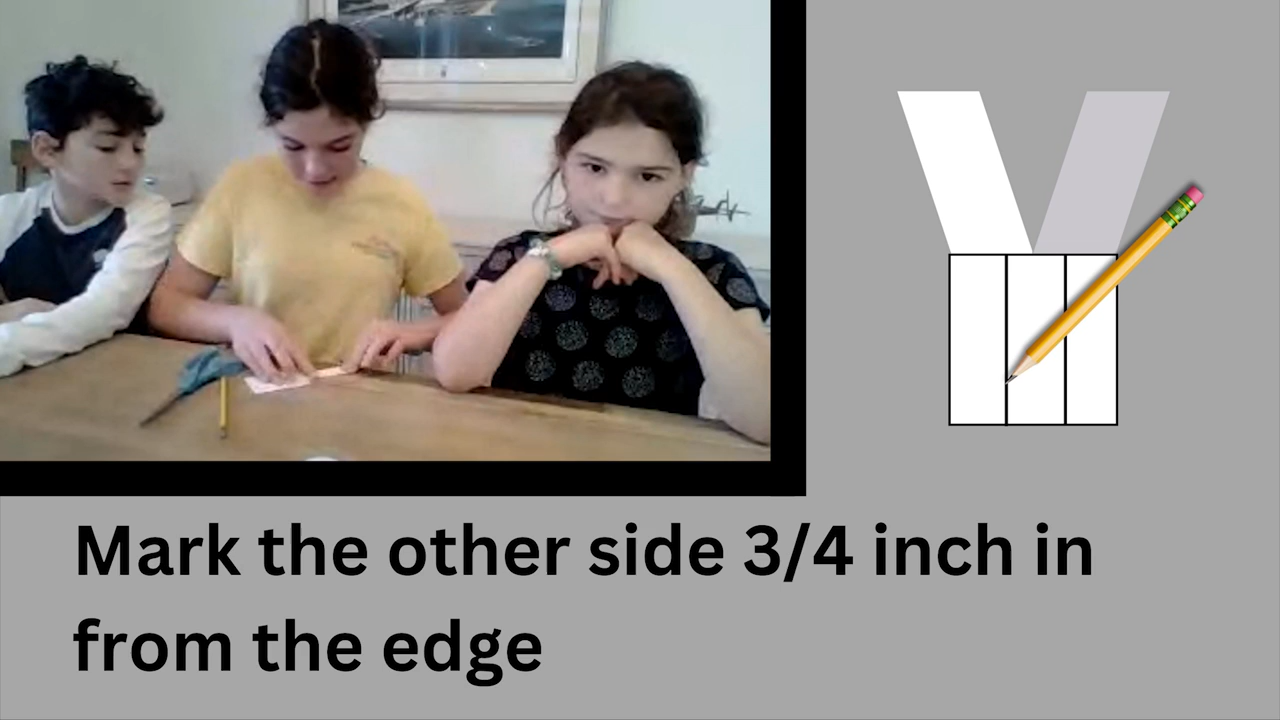 Mark the other side 3/4 inch in
from the edge